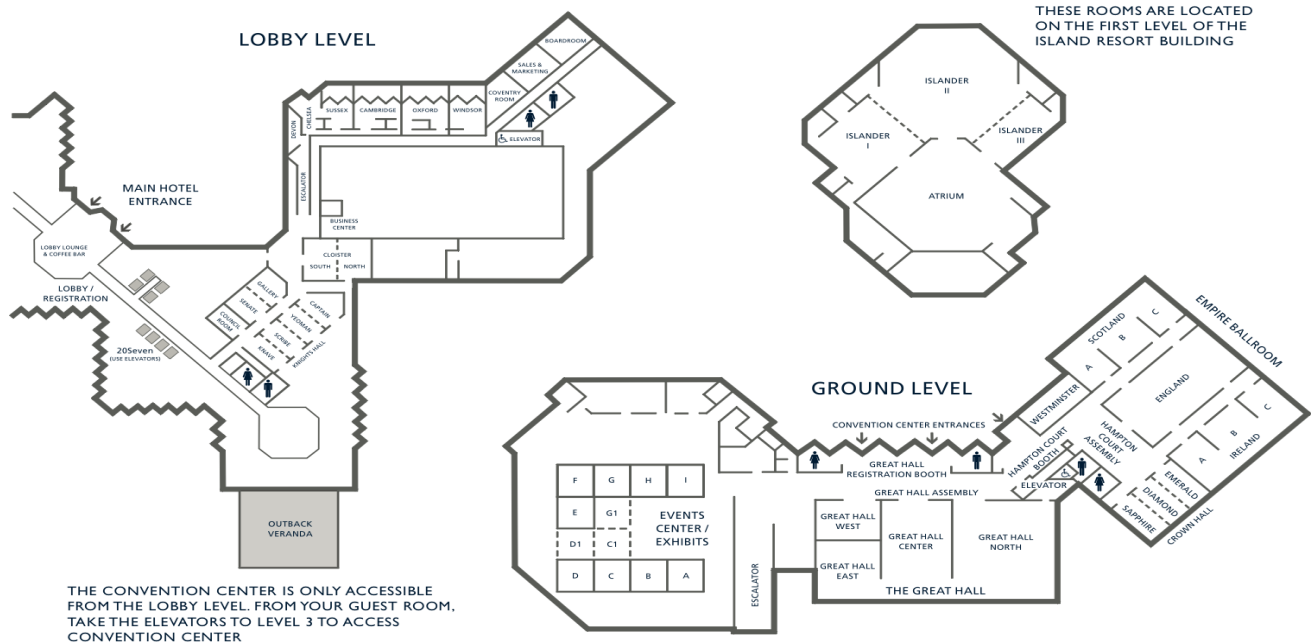 THESE ROOMS ARE LOCATED
ON THE FIRST LEVEL OF THE
ISLAND RESORT BUILDING
LOBBY LEVEL
BOARDROOM
SALES &
MARKETING
COVENTRY
ROOM
SUSSEX
CAMBRIDGE
OXFORD
WINDSOR
CHELSEA
DEVON
ELEVATOR
ESCALATOR
BUSINESS
CENTER
CLOISTER
SOUTH
NORTH
MAIN HOTEL
ENTRANCE
LOBBY LOUNGE
& COFFEE BAR
LOBBY /
REGISTRATION
20Seven
(USE ELEVATORS)
GALLERY
SENATE
COUNCIL
ROOM
CAPTAIN
YEOMAN
SCRIBE
KNAVE
KNIGHTS HALL
OUTBACK
VERANDA
THE CONVENTION CENTER IS ONLY ACCESSIBLE
FROM THE LOBBY LEVEL. FROM YOUR GUEST ROOM,
TAKE THE ELEVATORS TO LEVEL 3 TO ACCESS
CONVENTION CENTER
ISLANDER
II
ISLANDER
I
ISLANDER
III
ATRIUM
GROUND LEVEL
CONVENTION CENTER ENTRANCES
GREAT HALL
REGISTRATION BOOTH
GREAT HALL ASSEMBLY
GREAT HALL
WEST
GREAT HALL
EAST
GREAT HALL
CENTER
GREAT HALL
NORTH
THE GREAT HALL
ESCALATOR
EVENTS
CENTER /
EXHIBITS
F
G
H
I
E
G1
D1
C1
D
C
B
A
EMPIRE BALLROOM
SCOTLAND
A
B
C
WESTMINSTER
ENGLAND
HAMPTON
COURT
ASSEMBLY
HAMPTON COURT
BOOTH
ELEVATOR
IRELAND
A
B
C
EMERALD
DIAMOND
SAPPHIRE
CROWN HALL